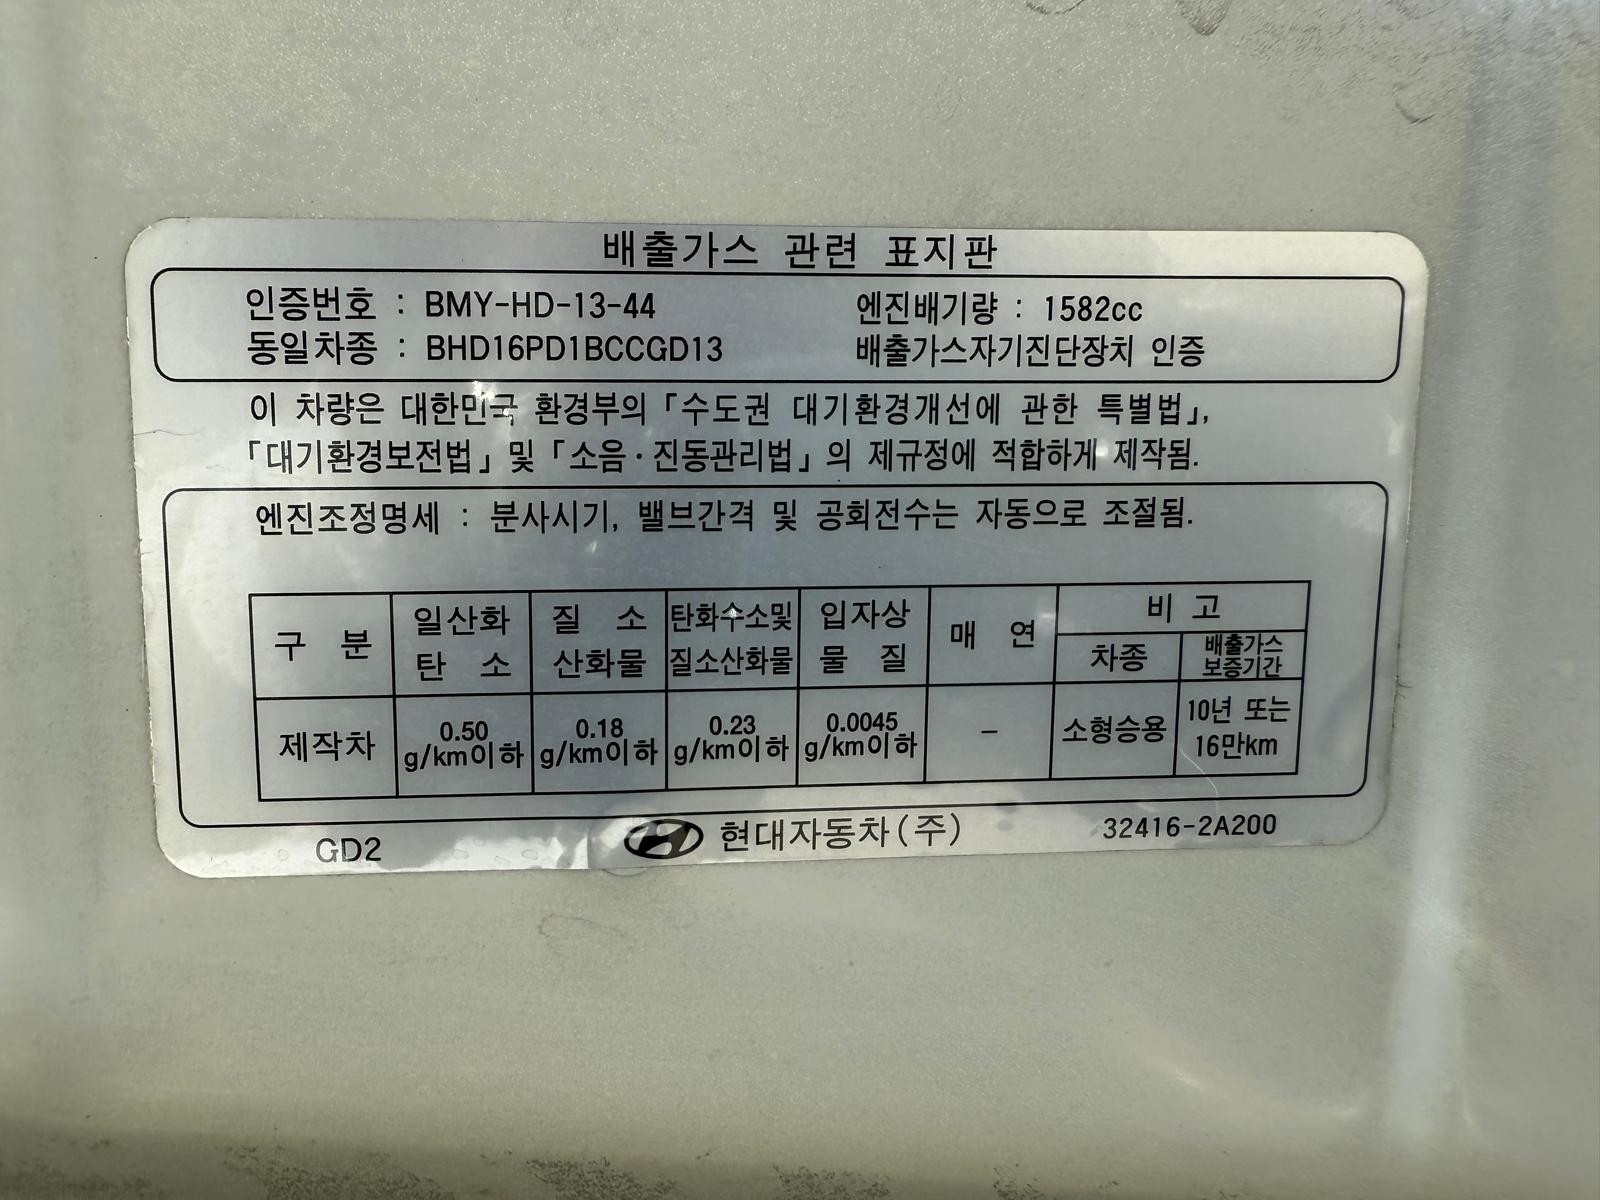 배출가스 관련 표지판
인증번호 : BMY-HD-13-44 엔진배기량 : 1582cc
동일차종 : BHD16PD1BCCGD13 배출가스자기진단장치 인증
이 차량은 대한민국 환경부의 「수도권 대기환경개선에 관한 특별법」,
「대기환경보전법」 및 「소음·진동관리법」 의 제규정에 적합하게 제작됨.
엔진조정명세 : 분사시기, 밸브간격 및 공회전수는 자동으로 조절됨.
구 분 일산화 탄 소 질 소 산화물 탄화수소및 질소산화물 입자상 물 질 매 연 비 고
차종 배출가스 보증기간
제작차 0.50 g/km이하 0.18 g/km이하 0.23 g/km이하 0.0045 g/km이하 – 소형승용 10년 또는 16만km
GD2 현대자동차(주) 32416-2A200